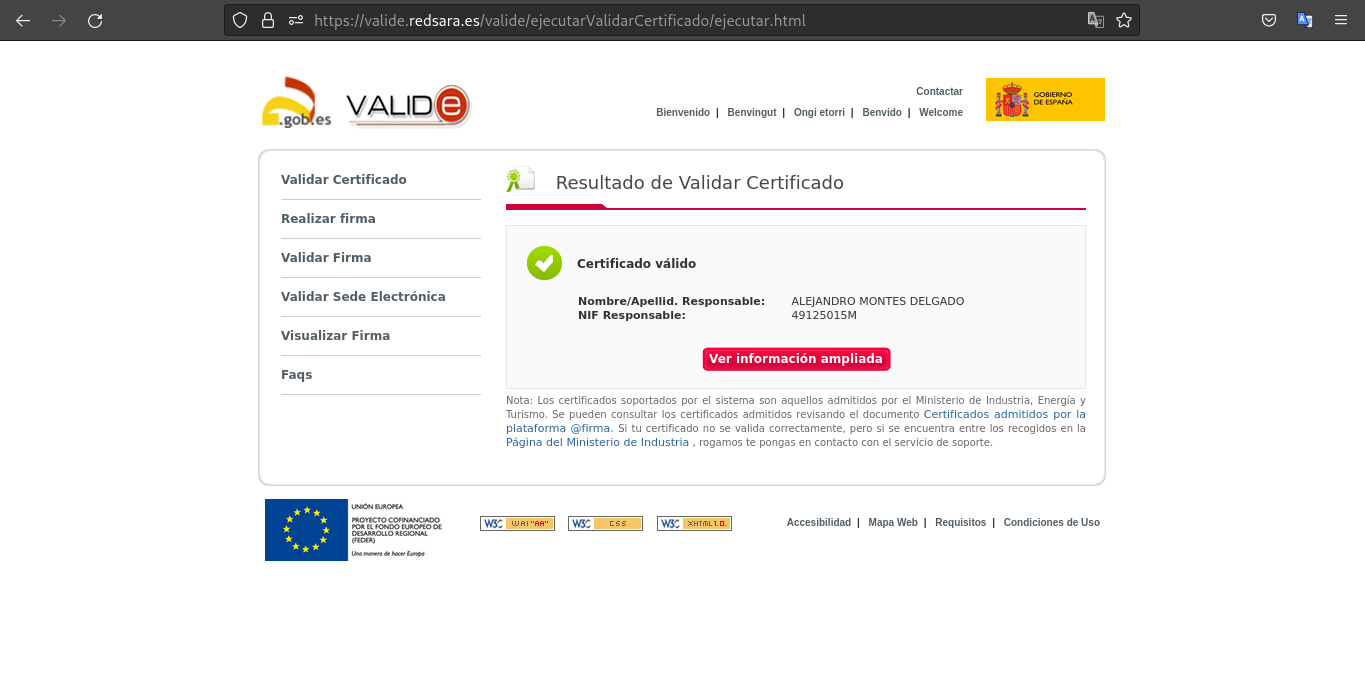 https://valide.redsara.es/valide/ejecutarValidarCertificado/ejecutar.html
.gob.es
VALIDe
Contactar
Bienvenido | Benvingut | Ongi etorri | Benvido | Welcome
GOBIERNO
DE ESPAÑA
Validar Certificado
Realizar firma
Validar Firma
Validar Sede Electrónica
Visualizar Firma
Faqs
Resultado de Validar Certificado
Certificado válido
Nombre/Apellid. Responsable: ALEJANDRO MONTES DELGADO
NIF Responsable: 49125015M
Ver información ampliada
Nota: Los certificados soportados por el sistema son aquellos admitidos por el Ministerio de Industria, Energía y
Turismo. Se pueden consultar los certificados admitidos revisando el documento Certificados admitidos por la
plataforma @firma. Si tu certificado no se valida correctamente, pero si se encuentra entre los recogidos en la
Página del Ministerio de Industria , rogamos te pongas en contacto con el servicio de soporte.
UNIÓN EUROPEA
PROYECTO COFINANCIADO
POR EL FONDO EUROPEO DE
DESARROLLO REGIONAL
(FEDER)
Una manera de hacer Europa
W3C WAI"AA"
W3C CSS
W3C XHTML1.0.
Accesibilidad | Mapa Web | Requisitos | Condiciones de Uso